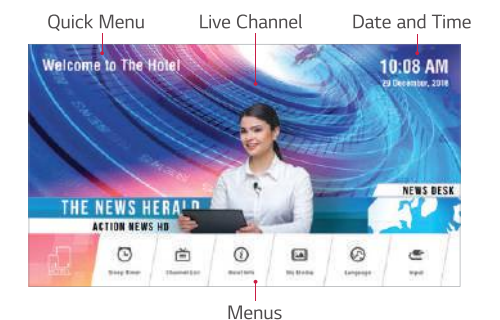 Quick Menu
Live Channel
Date and Time
Welcome to The Hotel
10:08 AM
29 December, 2018
NEWS DESK
THE NEWS HERALD
ACTION NEWS HD
Sleep Timer
Channel List
Hotel Info
My Media
Language
Input
Menus